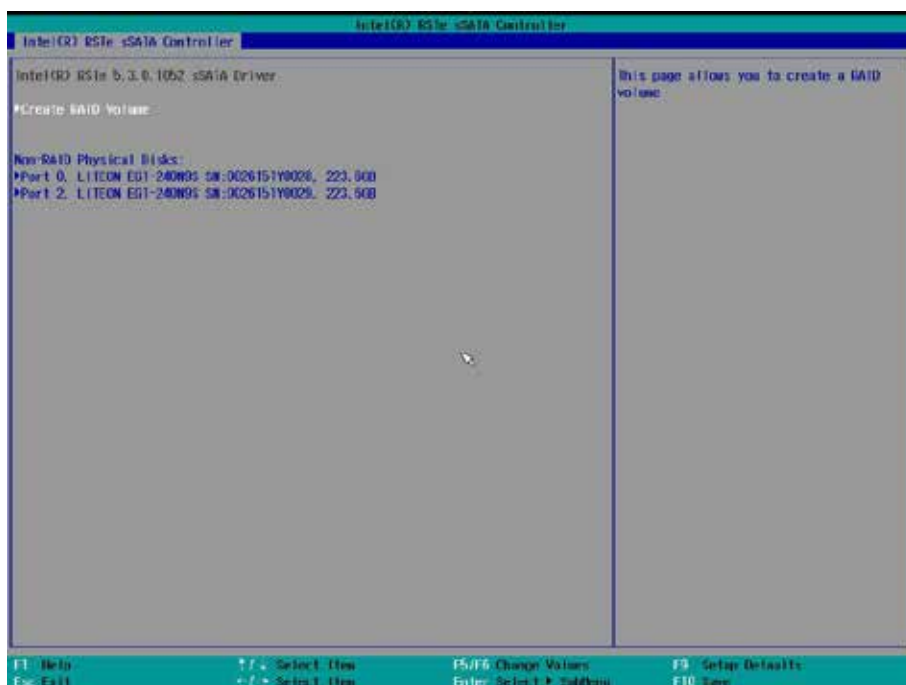 Intel(R) RSTe sSATA Controller
Intel(R) RSTe sSATA Controller
Intel(R) RSTe 5.3.0.1052 sSATA Driver
This page allows you to create a RAID
volume
Create RAID Volume
Non-RAID Physical Disks:
Port 0, LITEON EGT-240N9S SN:0026151Y0028, 223.5GB
Port 2, LITEON EGT-240N9S SN:0026151Y0029, 223.5GB
F1 Help ↑/↓ Select Item F5/F6 Change Values F9 Setup Defaults
Esc Exit Select Item Enter Select ▶ SubMenu F10 Save